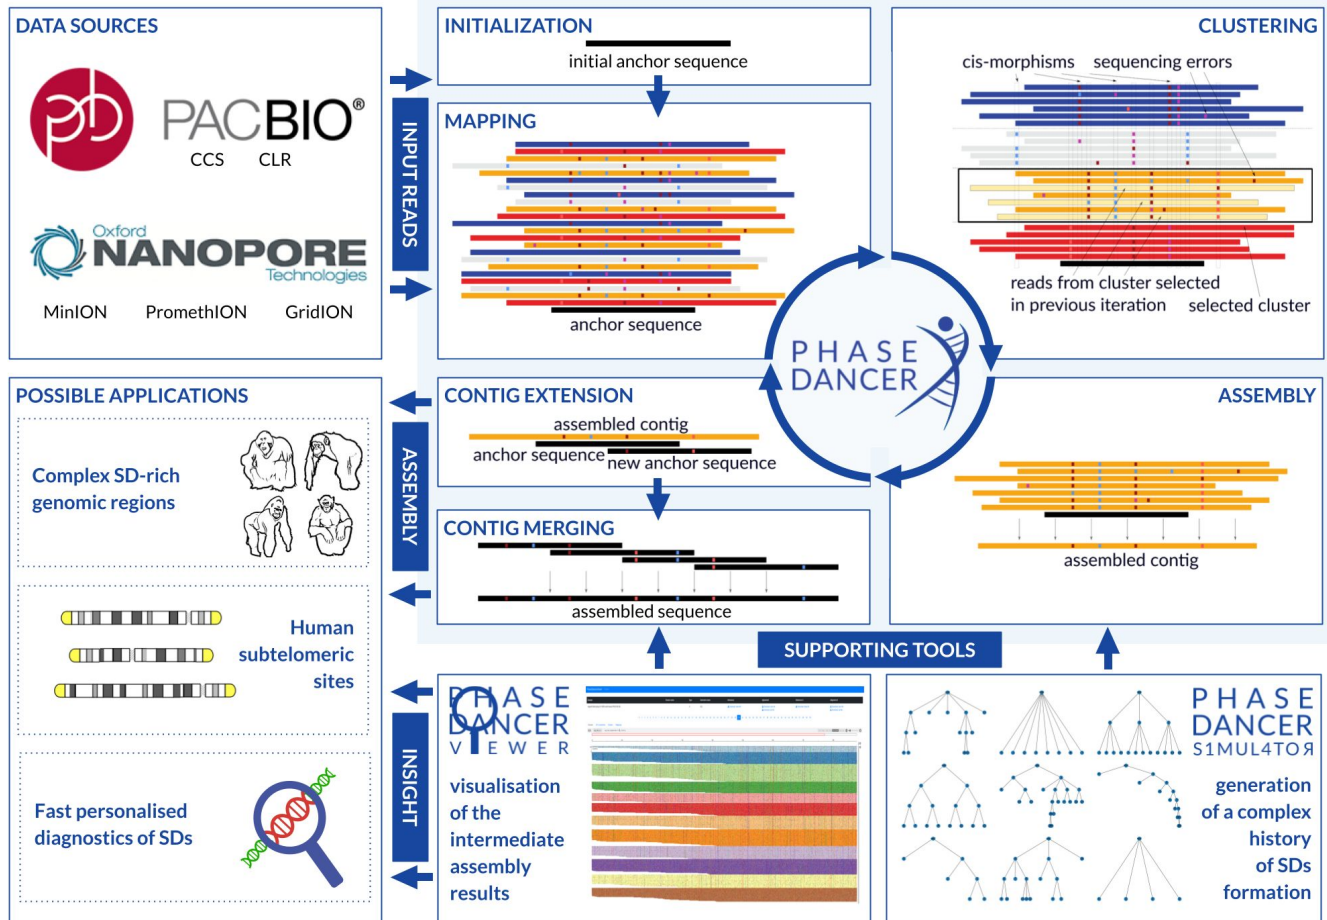 DATA SOURCES
PACBIO®
CCS CLR
Oxford
NANOPORE
Technologies
MinION PromethION GridION
INPUT READS
INITIALIZATION
initial anchor sequence
MAPPING
anchor sequence
CLUSTERING
cis-morphisms sequencing errors
reads from cluster selected
in previous iteration
selected cluster
PHASE
DANCER
POSSIBLE APPLICATIONS
Complex SD-rich
genomic regions
Human
subtelomeric
sites
Fast personalised
diagnostics of SDs
ASSEMBLY
INSIGHT
CONTIG EXTENSION
assembled contig
anchor sequence
new anchor sequence
CONTIG MERGING
assembled sequence
ASSEMBLY
assembled contig
SUPPORTING TOOLS
PHASE
DANCER
VIEWER
visualisation
of the
intermediate
assembly
results
PHASE
DANCER
S1MUL4TOЯ
generation
of a complex
history
of SDs
formation